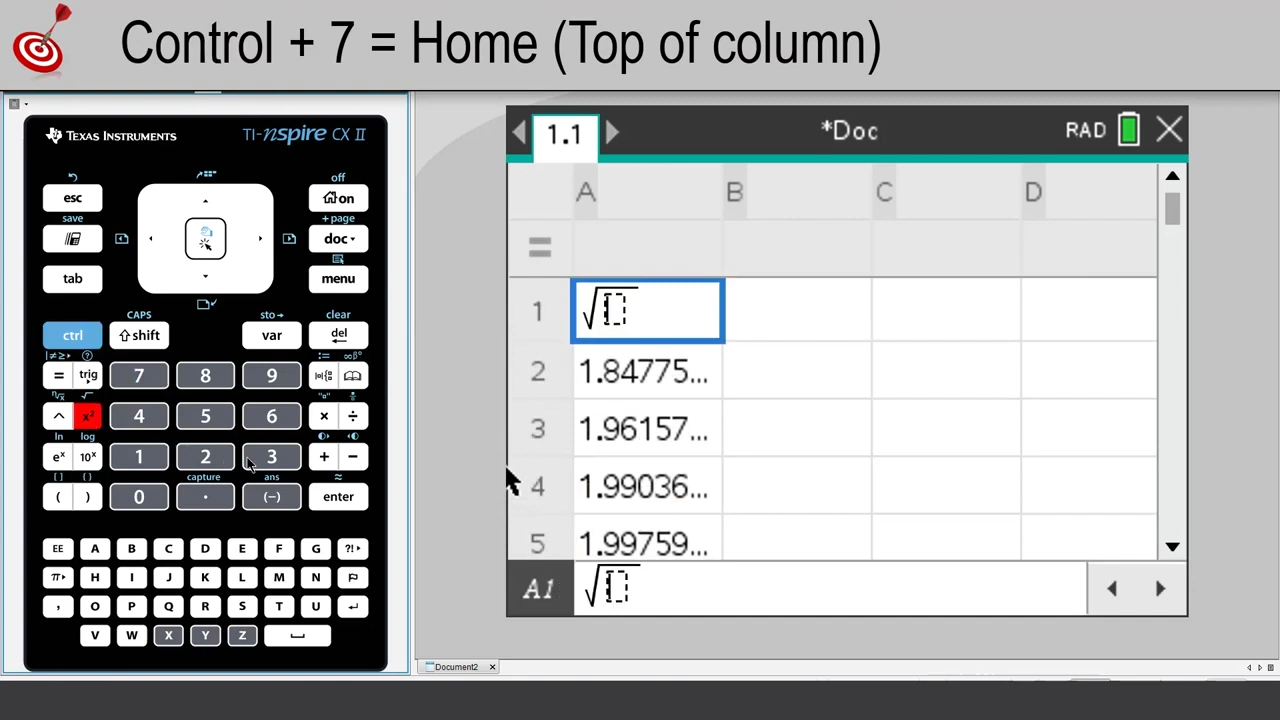 Control + 7 = Home (Top of column)
TEXAS INSTRUMENTS TI-nspire CX II
off
esc on
save + page
doc
tab menu
CAPS sto→ clear
ctrl shift var del
|≠≥▸ ? := ∞β°
= trig 7 8 9
ⁿ√x √ "▫"
^ x² 4 5 6 × ÷
ln log
eˣ 10ˣ 1 2 3 + −
[ ] { } capture ans ≈
( ) 0 . (−) enter
EE A B C D E F G ?!▸
π▸ H I J K L M N
, O P Q R S T U
V W X Y Z
1.1 *Doc RAD
A B C D
=
1 √
2 1.84775...
3 1.96157...
4 1.99036...
5 1.99759...
A1 √
Document2